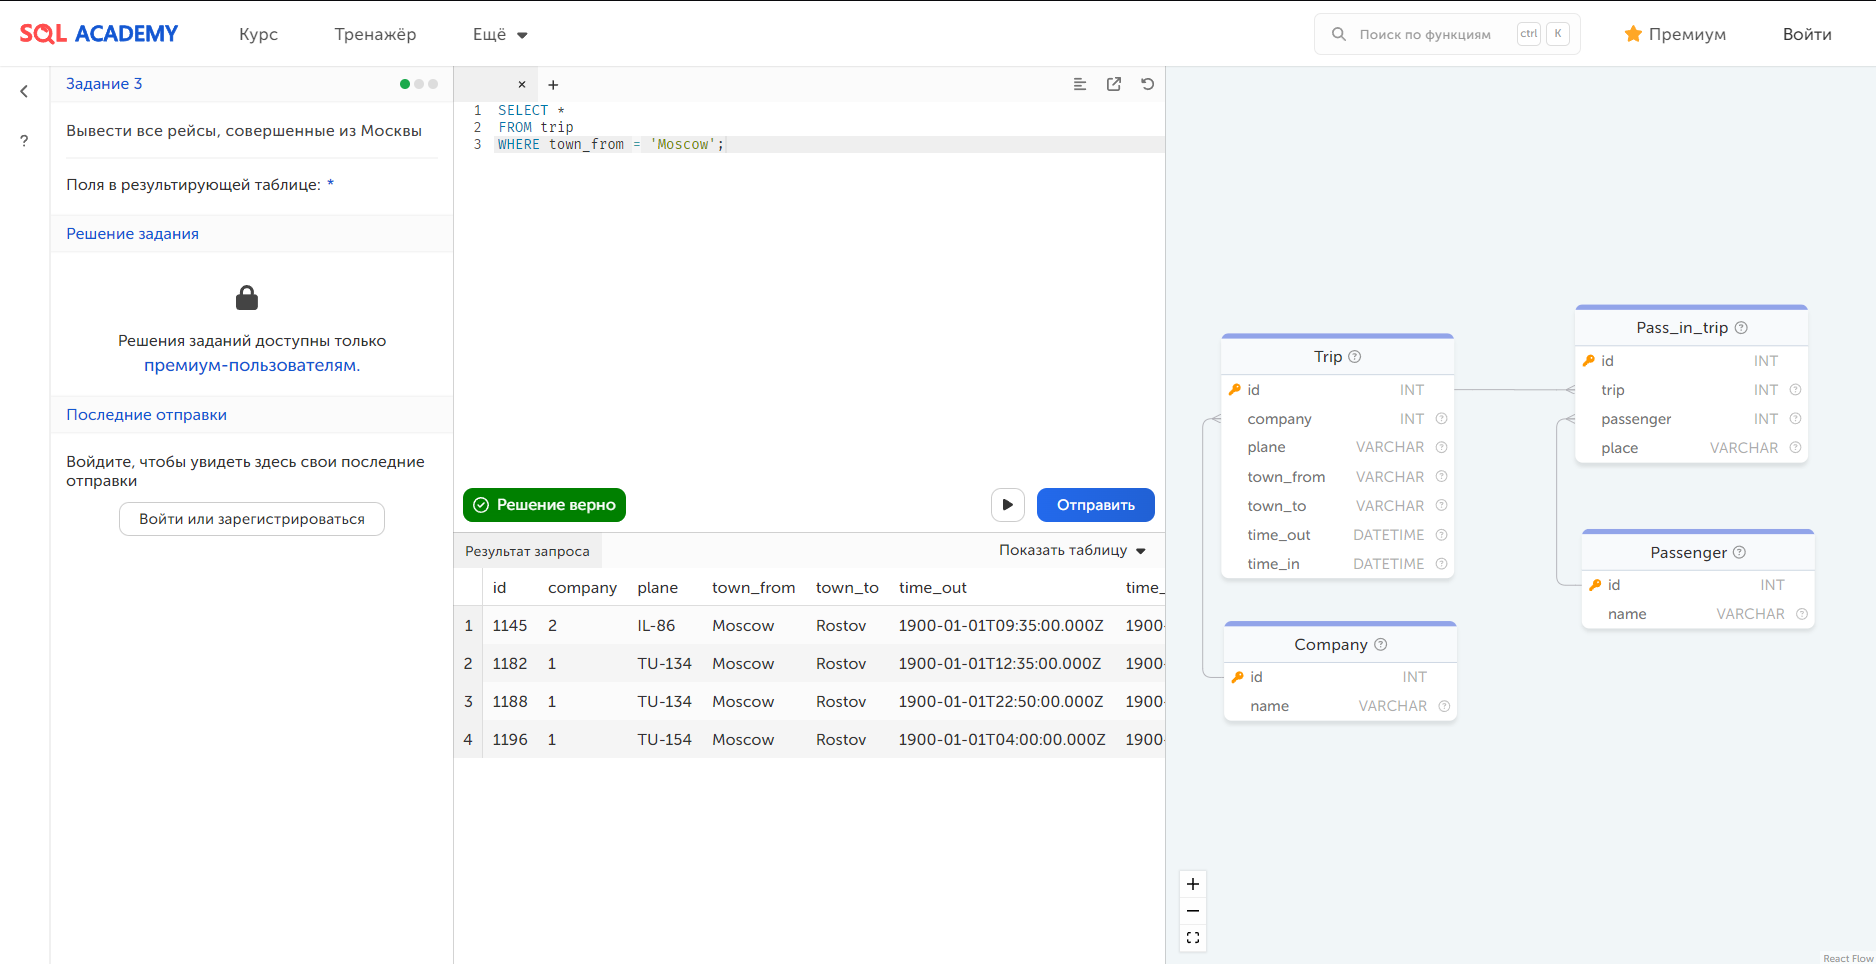 SQL ACADEMY
Курс
Тренажёр
Ещё
Поиск по функциям
ctrl
K
Премиум
Войти
Задание 3
Вывести все рейсы, совершенные из Москвы
Поля в результирующей таблице: *
Решение задания
Решения заданий доступны только
премиум-пользователям.
Последние отправки
Войдите, чтобы увидеть здесь свои последние
отправки
Войти или зарегистрироваться
1 SELECT *
2 FROM trip
3 WHERE town_from = 'Moscow';
Решение верно
Отправить
Результат запроса
Показать таблицу
id company plane town_from town_to time_out time_
1 1145 2 IL-86 Moscow Rostov 1900-01-01T09:35:00.000Z 1900-
2 1182 1 TU-134 Moscow Rostov 1900-01-01T12:35:00.000Z 1900-
3 1188 1 TU-134 Moscow Rostov 1900-01-01T22:50:00.000Z 1900-
4 1196 1 TU-154 Moscow Rostov 1900-01-01T04:00:00.000Z 1900-
Trip
id INT
company INT
plane VARCHAR
town_from VARCHAR
town_to VARCHAR
time_out DATETIME
time_in DATETIME
Company
id INT
name VARCHAR
Pass_in_trip
id INT
trip INT
passenger INT
place VARCHAR
Passenger
id INT
name VARCHAR
React Flow